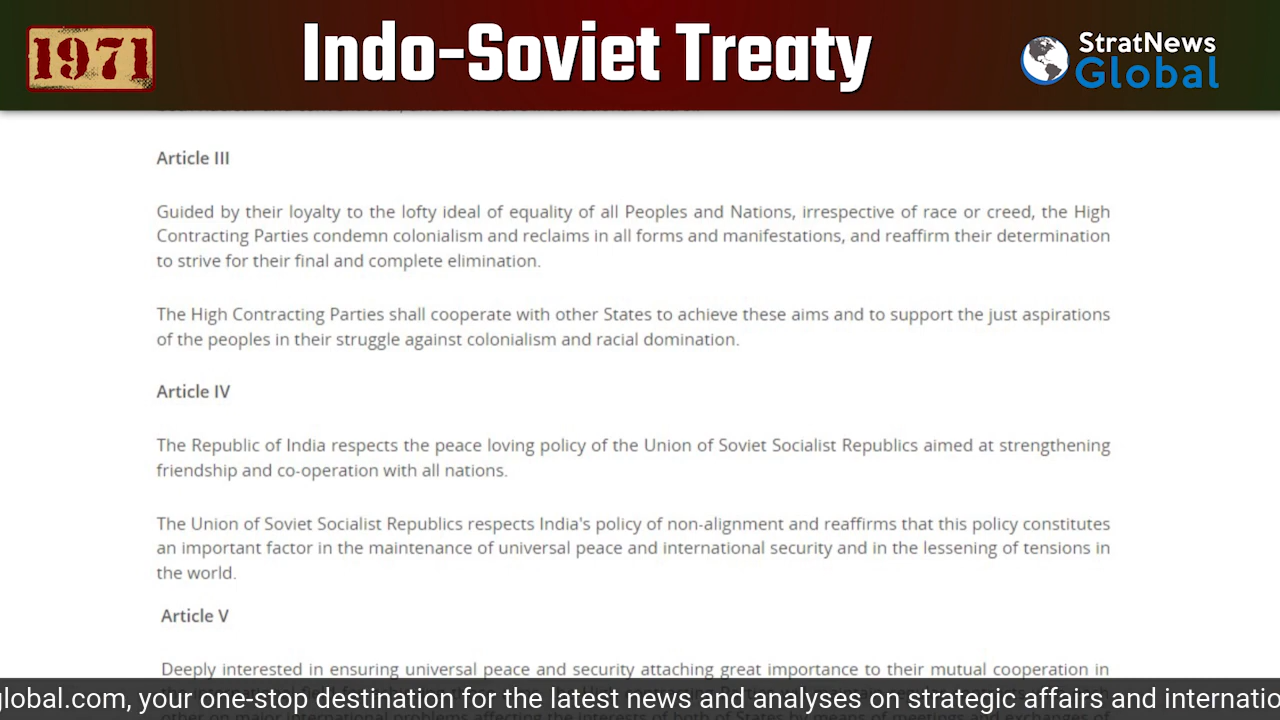 1971
Indo-Soviet Treaty
StratNews
Global
Article III
Guided by their loyalty to the lofty ideal of equality of all Peoples and Nations, irrespective of race or creed, the High
Contracting Parties condemn colonialism and reclaims in all forms and manifestations, and reaffirm their determination
to strive for their final and complete elimination.
The High Contracting Parties shall cooperate with other States to achieve these aims and to support the just aspirations
of the peoples in their struggle against colonialism and racial domination.
Article IV
The Republic of India respects the peace loving policy of the Union of Soviet Socialist Republics aimed at strengthening
friendship and co-operation with all nations.
The Union of Soviet Socialist Republics respects India's policy of non-alignment and reaffirms that this policy constitutes
an important factor in the maintenance of universal peace and international security and in the lessening of tensions in
the world.
Article V
Deeply interested in ensuring universal peace and security attaching great importance to their mutual cooperation in
global.com, your one-stop destination for the latest news and analyses on strategic affairs and internatio